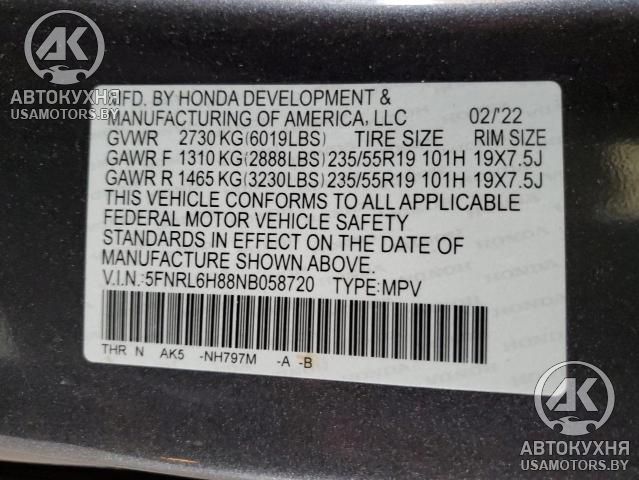 AK
АВТОКУХНЯ
USAMOTORS.BY
MFD. BY HONDA DEVELOPMENT &
MANUFACTURING OF AMERICA, LLC 02/'22
GVWR 2730 KG(6019LBS) TIRE SIZE RIM SIZE
GAWR F 1310 KG(2888LBS) 235/55R19 101H 19X7.5J
GAWR R 1465 KG(3230LBS) 235/55R19 101H 19X7.5J
THIS VEHICLE CONFORMS TO ALL APPLICABLE
FEDERAL MOTOR VEHICLE SAFETY
STANDARDS IN EFFECT ON THE DATE OF
MANUFACTURE SHOWN ABOVE.
V.I.N.:5FNRL6H88NB058720 TYPE:MPV
THR N AK5 -NH797M -A -B
AK
АВТОКУХНЯ
USAMOTORS.BY